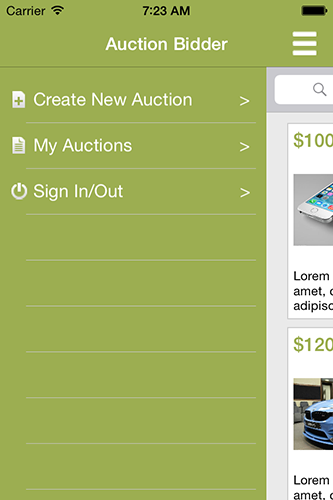 Carrier 7:23 AM
Auction Bidder
Create New Auction >
My Auctions >
Sign In/Out >
$100
Lorem
amet,
adipisc
$120
Lorem
amet,